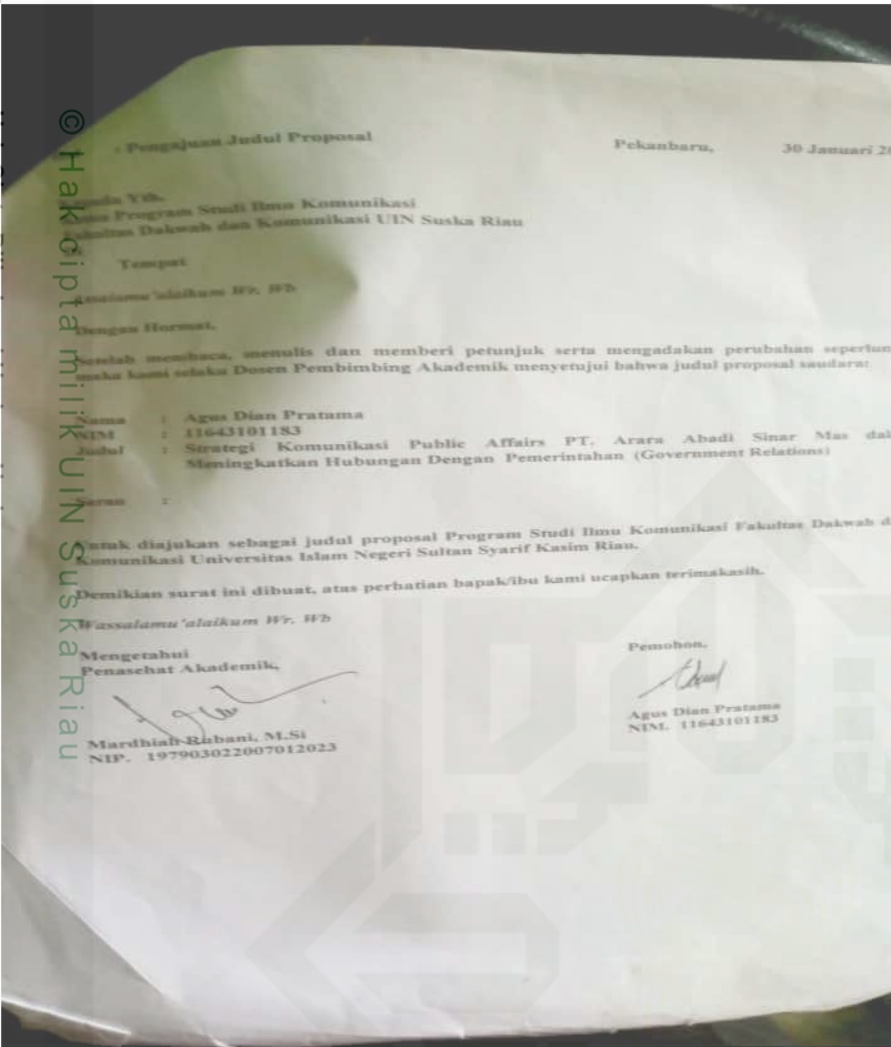 © Hak cipta milik UIN Suska Riau
: Pengajuan Judul Proposal
Pekanbaru, 30 Januari 20
Yth.
Program Studi Ilmu Komunikasi
Fakultas Dakwah dan Komunikasi UIN Suska Riau
Tempat
Assalamu'alaikum Wr. Wb
Dengan Hormat,
Setelah membaca, menulis dan memberi petunjuk serta mengadakan perubahan seperlun
maka kami selaku Dosen Pembimbing Akademik menyetujui bahwa judul proposal saudara:
Nama : Agus Dian Pratama
NIM : 11643101183
Judul : Strategi Komunikasi Public Affairs PT. Arara Abadi Sinar Mas dal
Meningkatkan Hubungan Dengan Pemerintahan (Government Relations)
Saran :
Untuk diajukan sebagai judul proposal Program Studi Ilmu Komunikasi Fakultas Dakwah d
Komunikasi Universitas Islam Negeri Sultan Syarif Kasim Riau.
Demikian surat ini dibuat, atas perhatian bapak/ibu kami ucapkan terimakasih.
Wassalamu'alaikum Wr. Wb
Mengetahui
Penasehat Akademik,
Mardhiah Rubani, M.Si
NIP. 197903022007012023
Pemohon,
Agus Dian Pratama
NIM. 11643101183